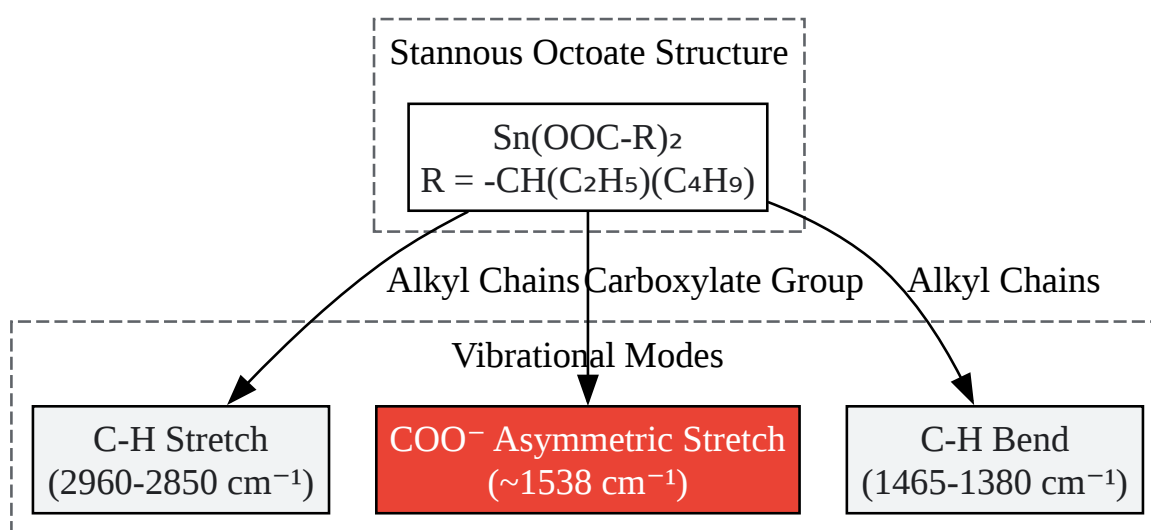 Stannous Octoate Structure
Sn(OOC-R)₂
R = -CH(C₂H₅)(C₄H₉)
Alkyl Chains
Carboxylate Group
Alkyl Chains
Vibrational Modes
C-H Stretch
(2960-2850 cm⁻¹)
COO⁻ Asymmetric Stretch
(~1538 cm⁻¹)
C-H Bend
(1465-1380 cm⁻¹)